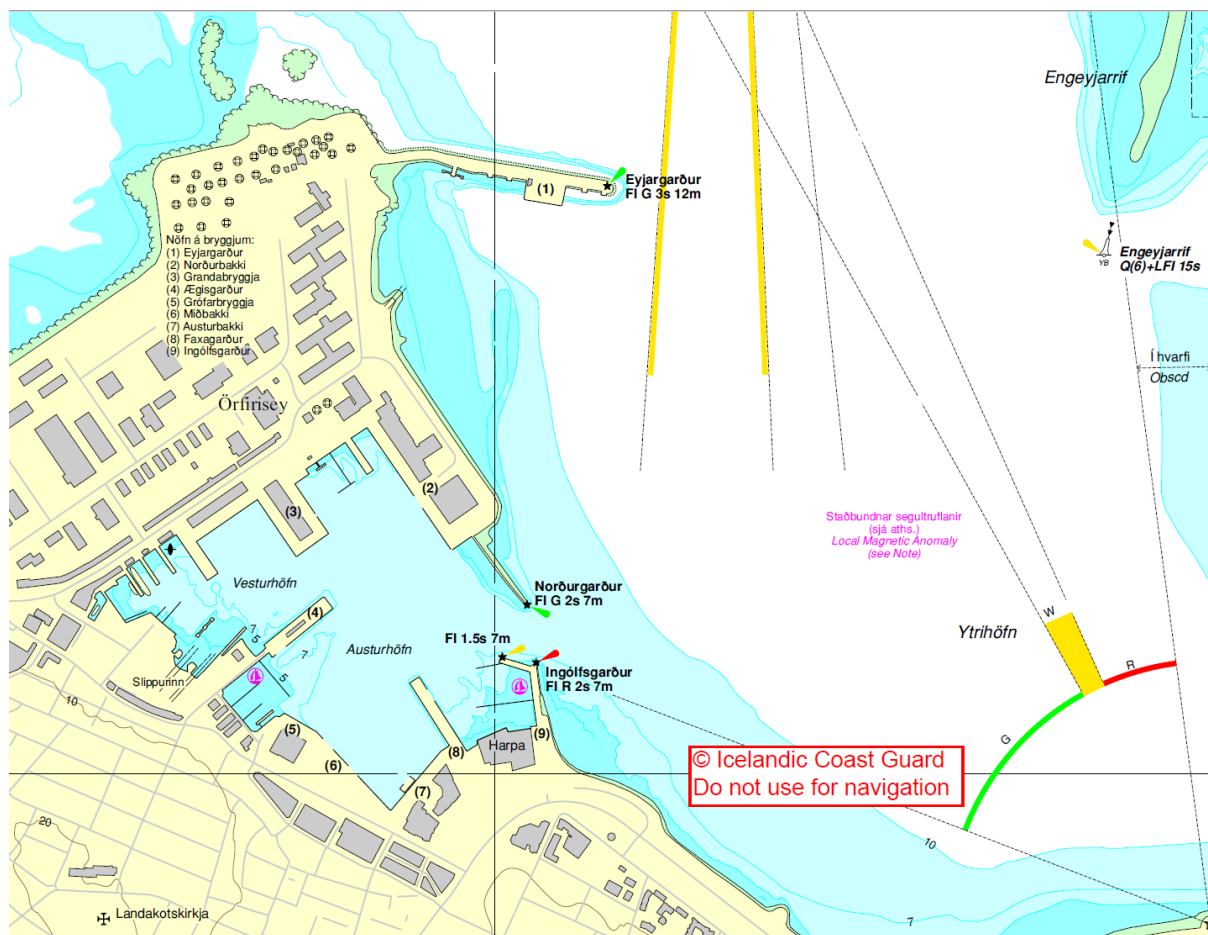 Engeyjarrif
Eyjargarður
Fl G 3s 12m
(1)
Nöfn á bryggjum:
(1) Eyjargarður
(2) Norðurbakki
(3) Grandabryggja
(4) Ægisgarður
(5) Grófarbryggja
(6) Miðbakki
(7) Austurbakki
(8) Faxagarður
(9) Ingólfsgarður
YB
Engeyjarrif
Q(6)+LFl 15s
Í hvarfi
Obscd
Örfirisey
(2)
(3)
Staðbundnar segultruflanir
(sjá aths.)
Local Magnetic Anomaly
(see Note)
Vesturhöfn
Norðurgarður
Fl G 2s 7m
(4)
7
5
Austurhöfn
7
Fl 1.5s 7m
W
Ytrihöfn
R
Ingólfsgarður
Fl R 2s 7m
Slippurinn
5
10
(5)
(9)
G
Harpa
(8)
(6)
© Icelandic Coast Guard
Do not use for navigation
(7)
20
10
Landakotskirkja
7